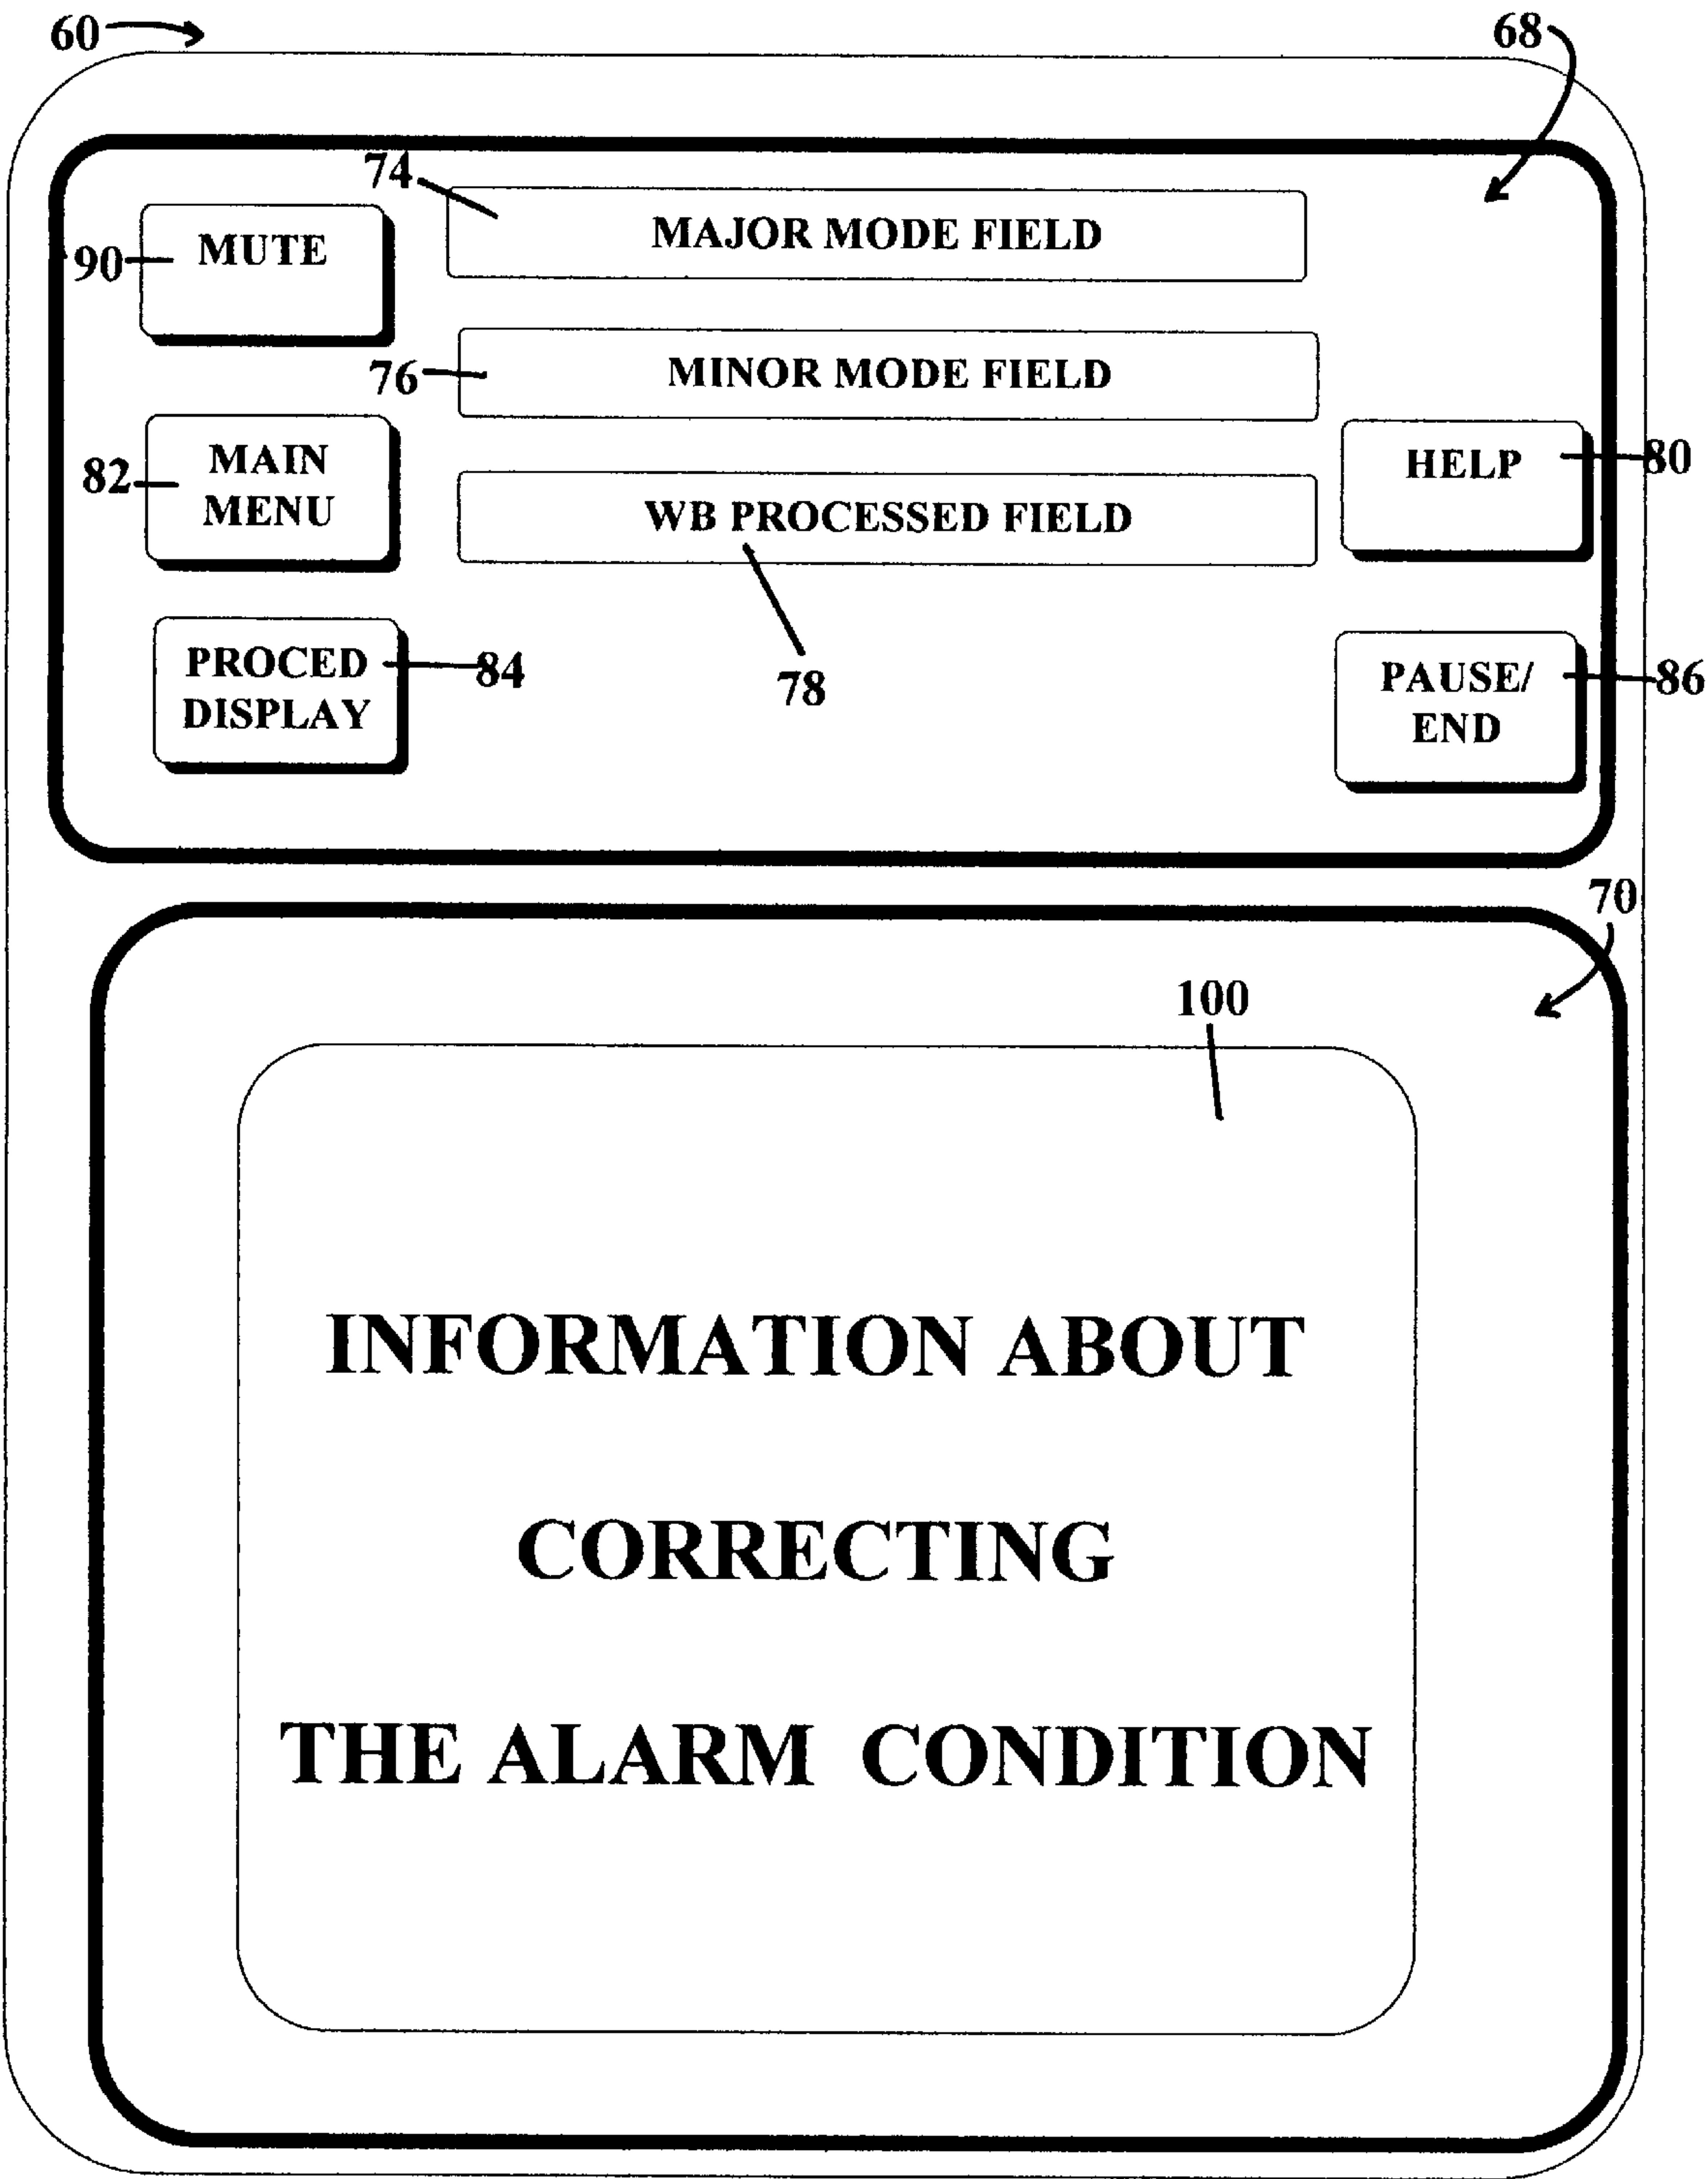 60
68
74
MAJOR MODE FIELD
90
MUTE
76
MINOR MODE FIELD
82
MAIN
MENU
HELP
80
WB PROCESSED FIELD
78
PROCED
DISPLAY
84
PAUSE/
END
86
70
100
INFORMATION ABOUT
CORRECTING
THE ALARM CONDITION